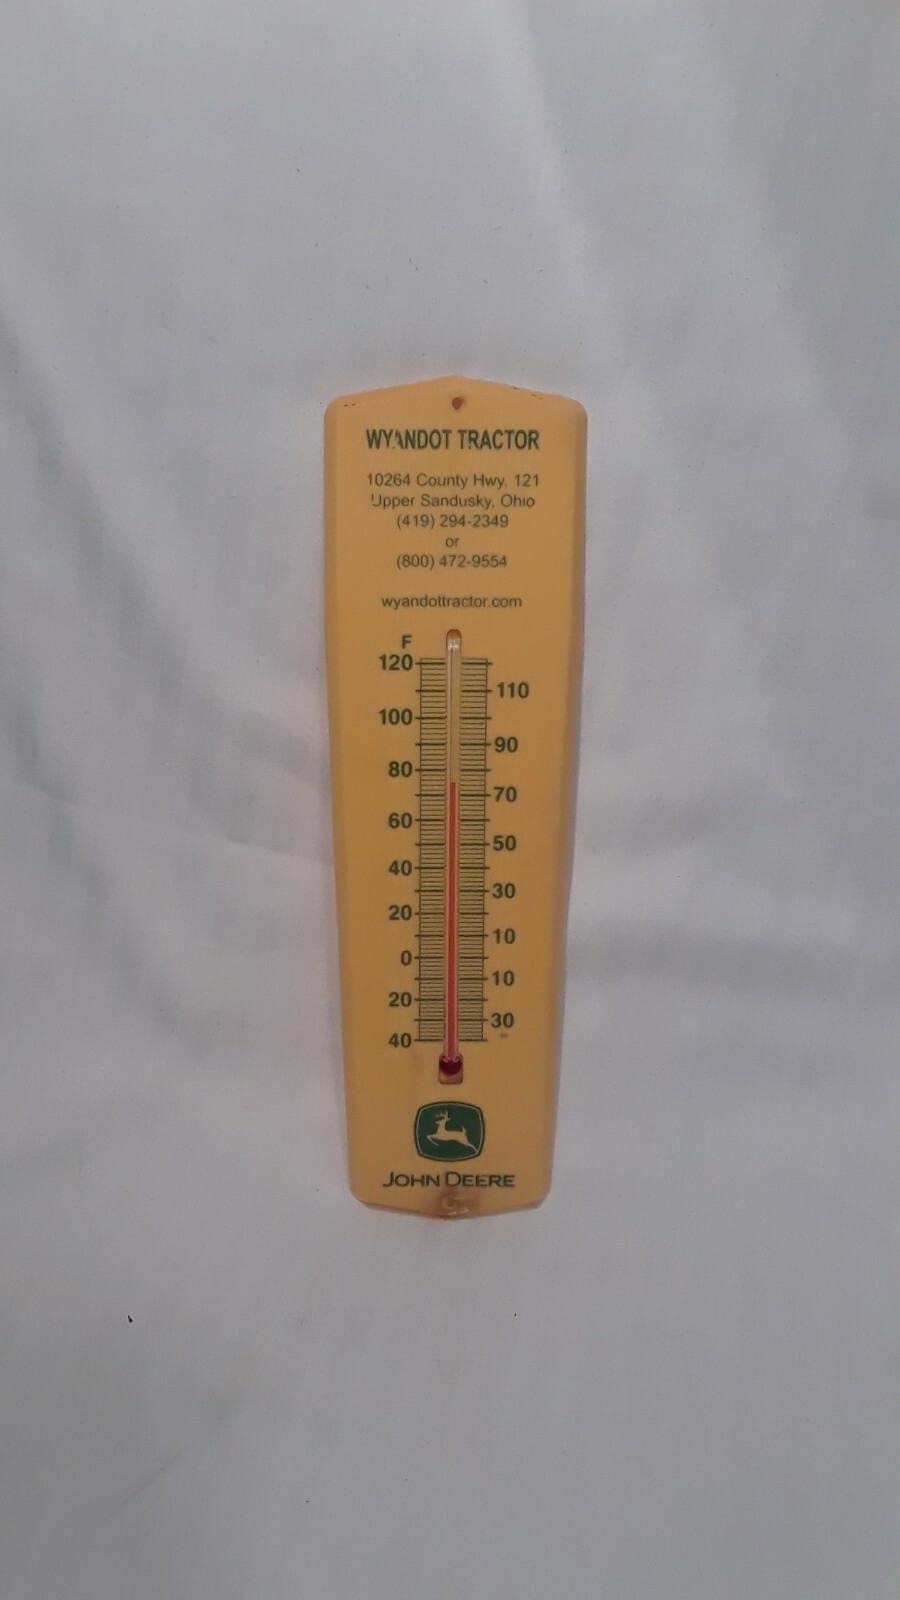 WYANDOT TRACTOR
10264 County Hwy. 121
Upper Sandusky, Ohio
(419) 294-2349
or
(800) 472-9554
wyandottractor.com
F
120
110
100
90
80
70
60
50
40
30
20
10
0
10
20
30
40
JOHN DEERE